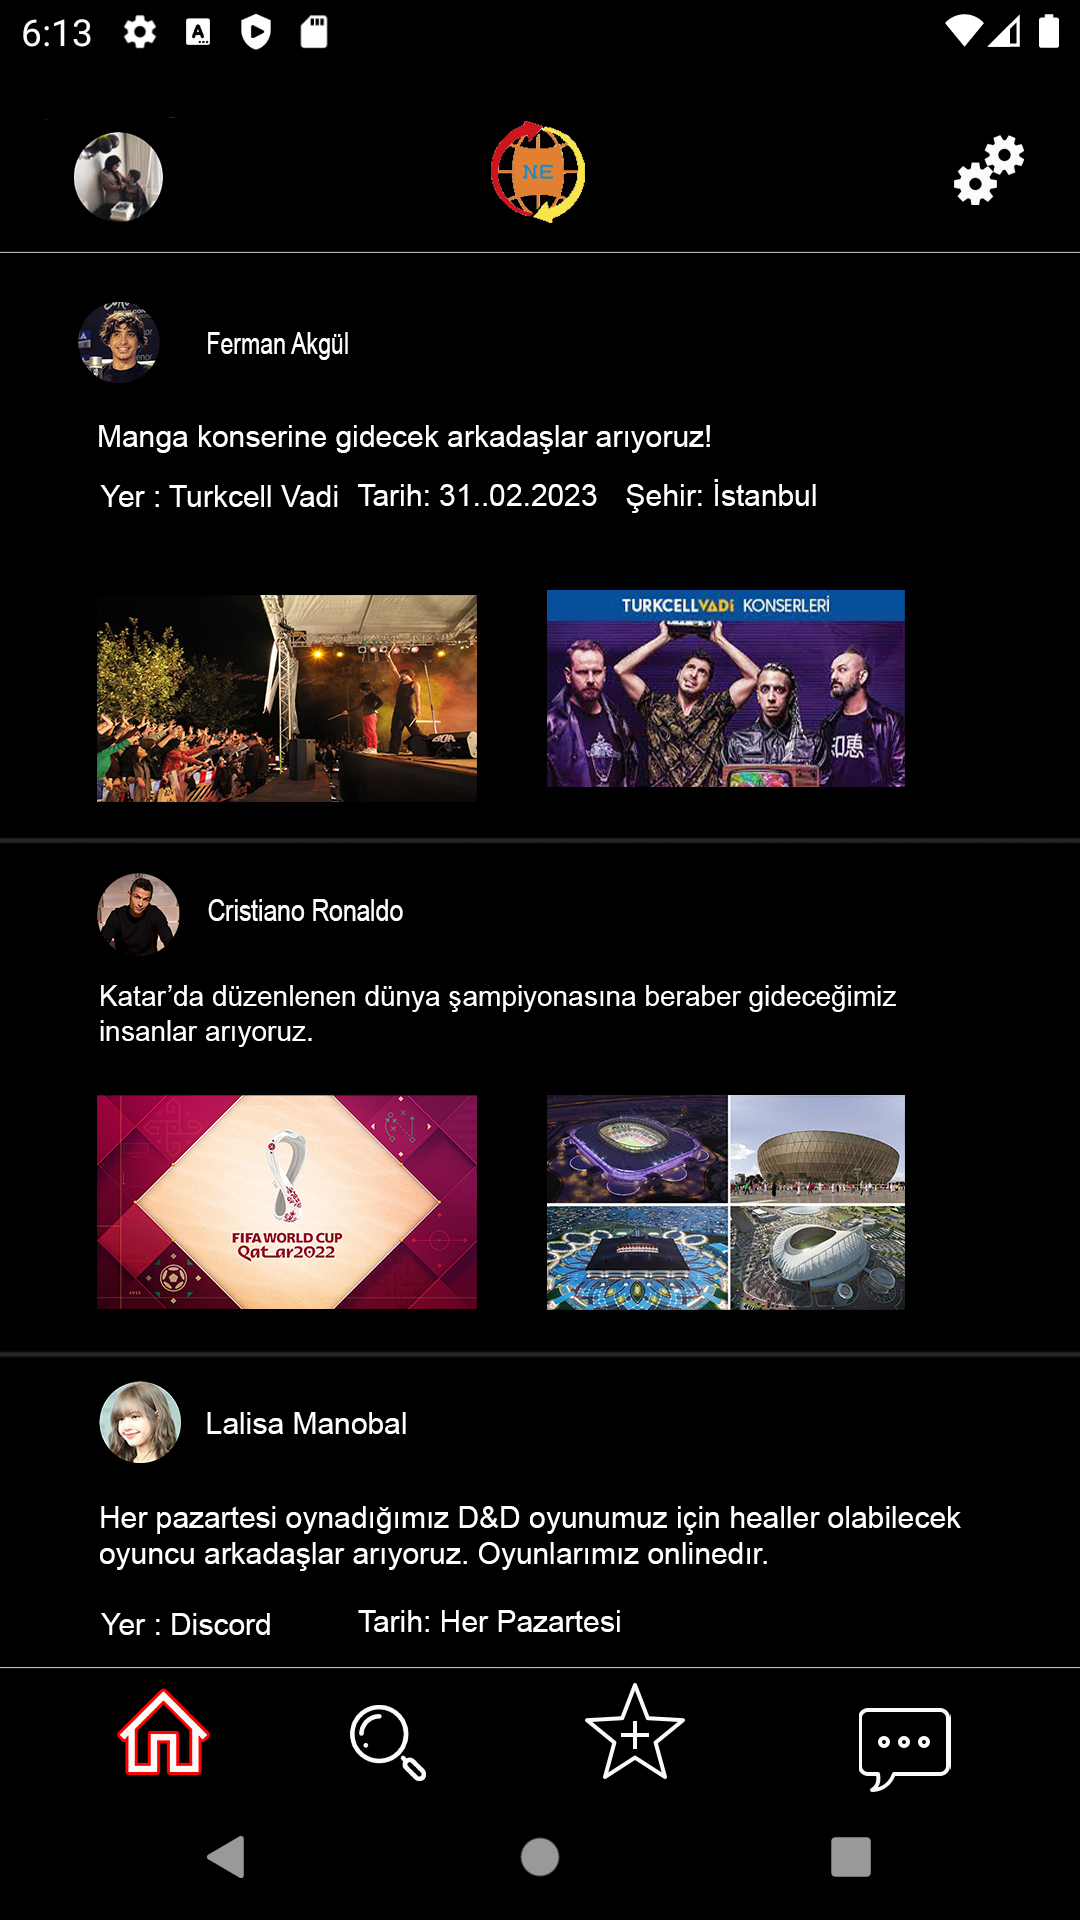 6:13
NE
Ferman Akgül
Manga konserine gidecek arkadaşlar arıyoruz!
Yer : Turkcell Vadi Tarih: 31..02.2023 Şehir: İstanbul
TURKCELLVADİ KONSERLERİ
印恵
Cristiano Ronaldo
Katar’da düzenlenen dünya şampiyonasına beraber gideceğimiz
insanlar arıyoruz.
FIFA WORLD CUP
Qatar2022
Lalisa Manobal
Her pazartesi oynadığımız D&D oyunumuz için healler olabilecek
oyuncu arkadaşlar arıyoruz. Oyunlarımız onlinedır.
Yer : Discord Tarih: Her Pazartesi